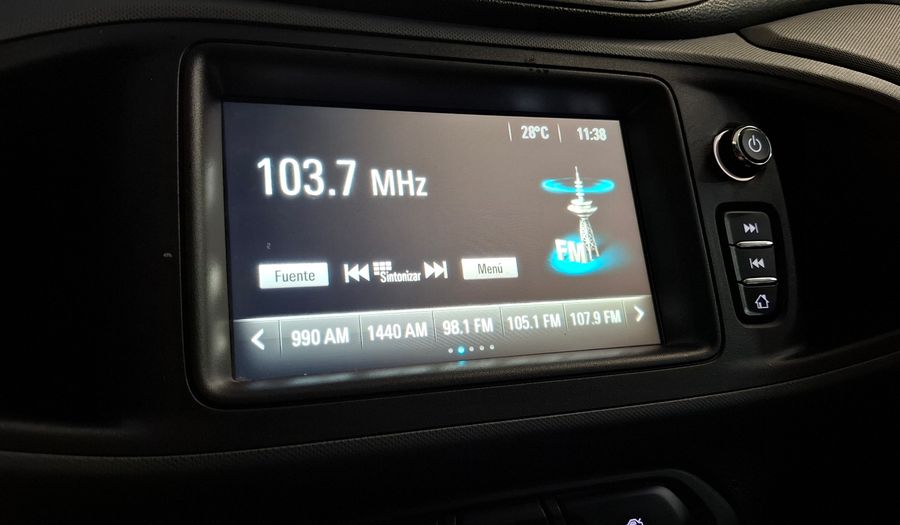 28°C 11:38
103.7 MHz
FM
Fuente Sintonizar Menú
990 AM 1440 AM 98.1 FM 105.1 FM 107.9 FM